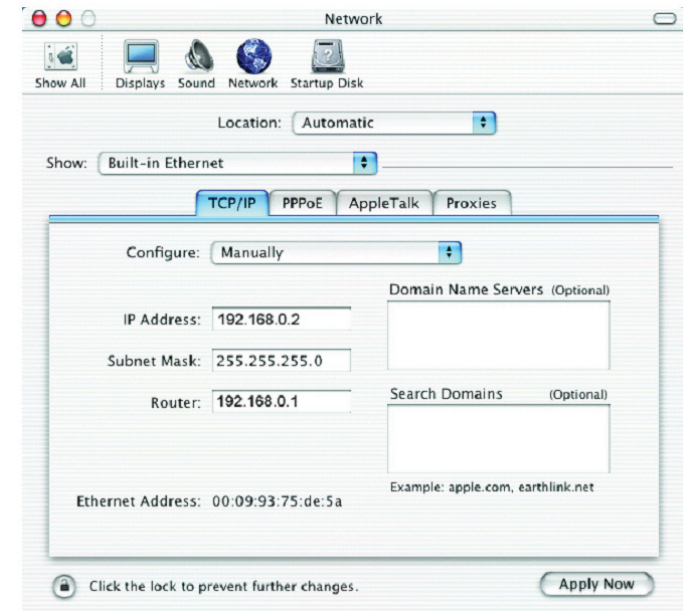 Network
Show All Displays Sound Network Startup Disk
Location: Automatic
Show: Built-in Ethernet
TCP/IP PPPoE AppleTalk Proxies
Configure: Manually
Domain Name Servers (Optional)
IP Address: 192.168.0.2
Subnet Mask: 255.255.255.0
Router: 192.168.0.1
Search Domains (Optional)
Example: apple.com, earthlink.net
Ethernet Address: 00:09:93:75:de:5a
Click the lock to prevent further changes.
Apply Now